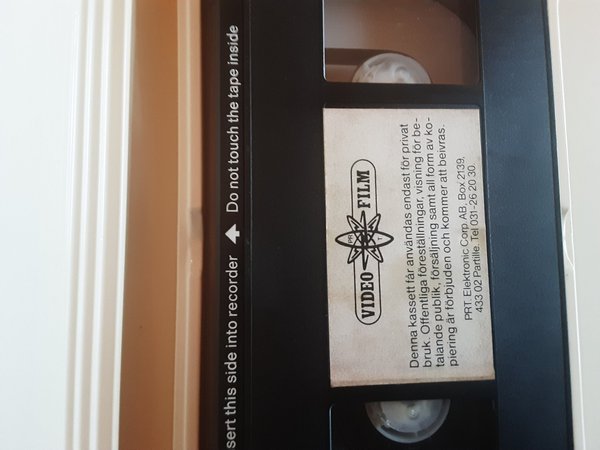 sert this side into recorder Do not touch the tape inside
VIDEO FILM
Denna kassett får användas endast för privat
bruk. Offentliga föreställningar, visning för be-
talande publik, försäljning samt all form av ko-
piering är förbjuden och kommer att beivras.
PRT. Elektronic Corp AB, Box 2139,
433 02 Partille. Tel 031-26 20 30.